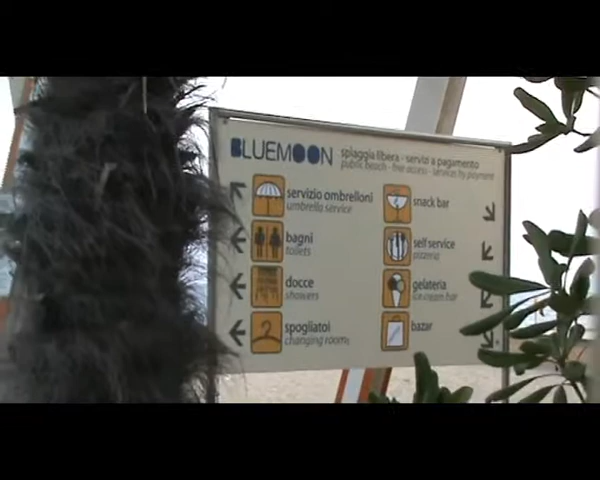 BLUEMOON spiaggia libera - servizio a pagamento
public beach - free access - services by payment
servizio ombrelloni
umbrella service
bagni
toilets
docce
showers
spogliatoi
changing rooms
snack bar
self service
pizzeria
gelateria
ice cream bar
bazar